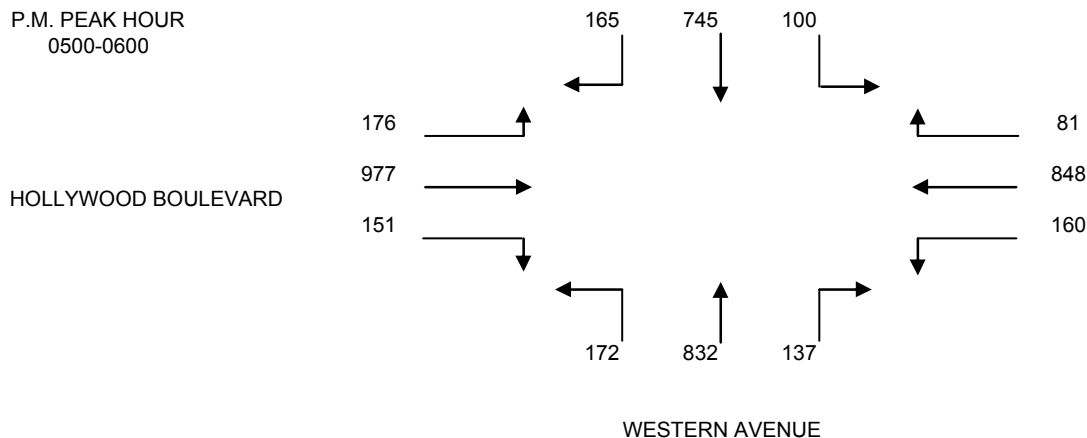 P.M. PEAK HOUR 165 745 100
0500-0600
176 81
977 848
HOLLYWOOD BOULEVARD
151 160
172 832 137
WESTERN AVENUE